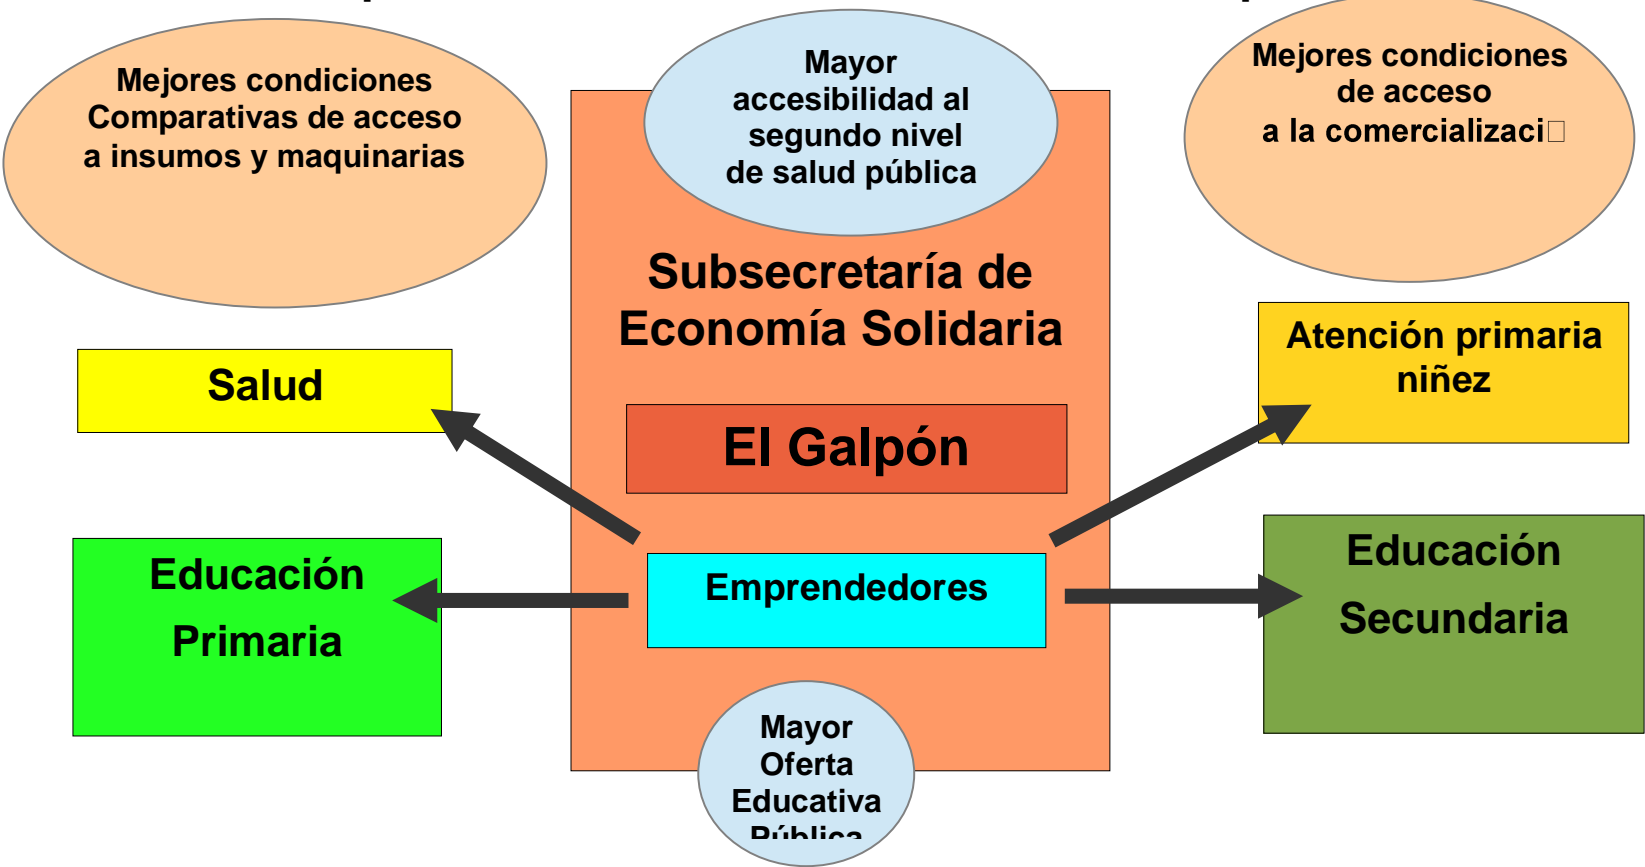 Mejores condiciones
Comparativas de acceso
a insumos y maquinarias
Mayor
accesibilidad al
segundo nivel
de salud pública
Mejores condiciones
de acceso
a la comercializaci□
Subsecretaría de
Economía Solidaria
Salud
Atención primaria
niñez
El Galpón
Educación
Primaria
Emprendedores
Educación
Secundaria
Mayor
Oferta
Educativa
Pública